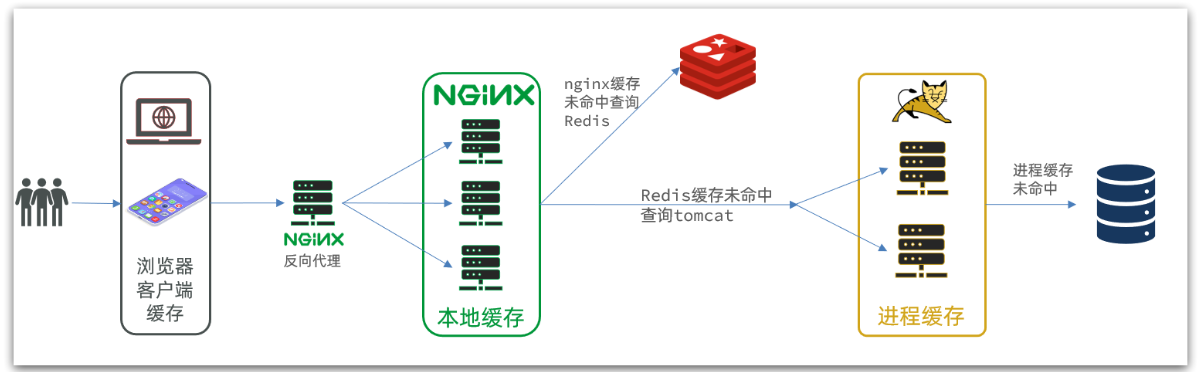 浏览器
客户端
缓存
NGINX
反向代理
NGINX
本地缓存
nginx缓存
未命中查询
Redis
Redis缓存未命中
查询tomcat
进程缓存
进程缓存
未命中